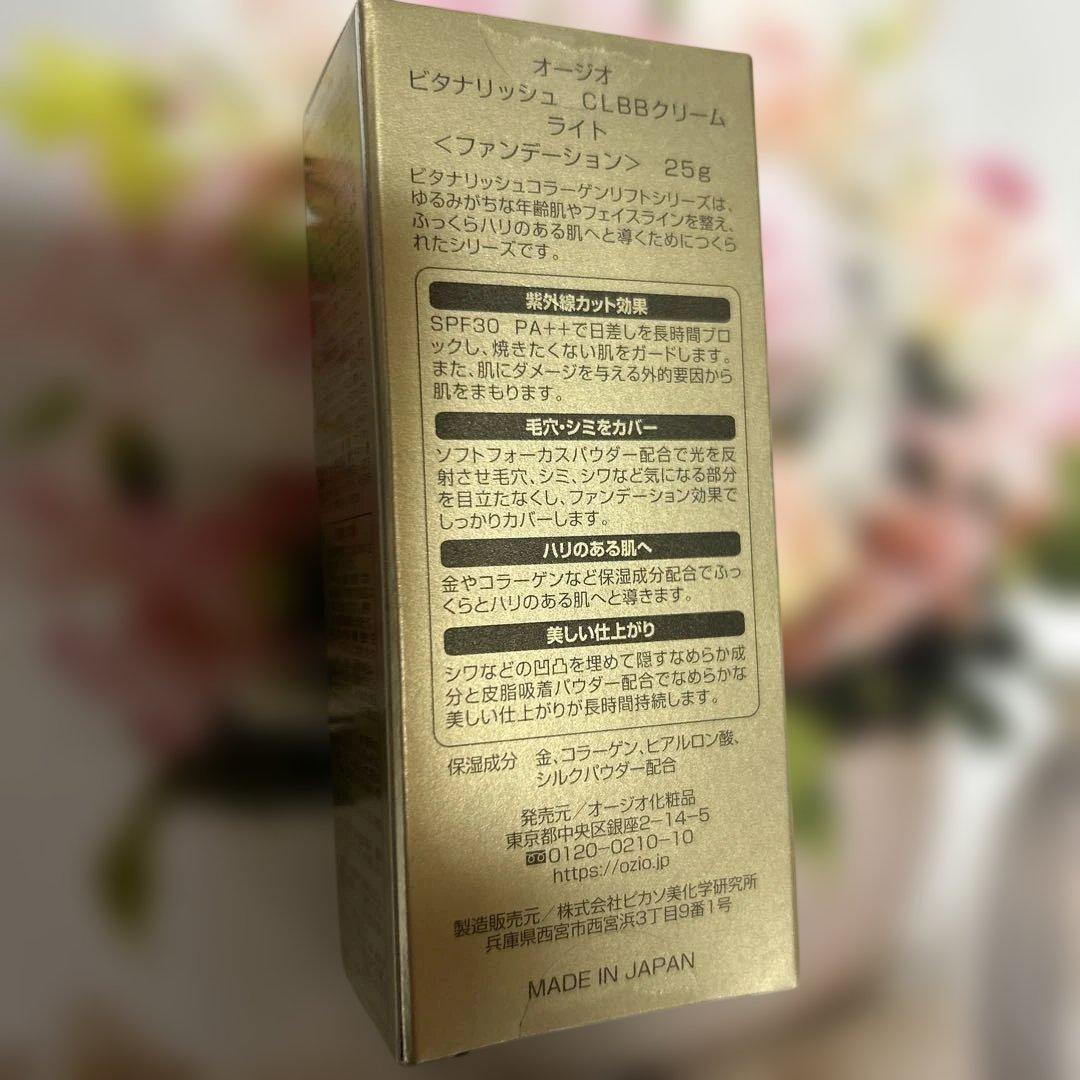 オージオ
ビタナリッシュ CLBBクリーム
ライト
＜ファンデーション＞ 25g
ビタナリッシュコラーゲンリフトシリーズは、
ゆるみがちな年齢肌やフェイスラインを整え、
ふっくらハリのある肌へと導くためにつくら
れたシリーズです。
紫外線カット効果
SPF30 PA++で日差しを長時間ブロ
ックし、焼きたくない肌をガードします。
また、肌にダメージを与える外的要因から
肌をまもります。
毛穴・シミをカバー
ソフトフォーカスパウダー配合で光を反
射させ毛穴、シミ、シワなど気になる部分
を目立たなくし、ファンデーション効果で
しっかりカバーします。
ハリのある肌へ
金やコラーゲンなど保湿成分配合でふっ
くらとハリのある肌へと導きます。
美しい仕上がり
シワなどの凹凸を埋めて隠すなめらか成
分と皮脂吸着パウダー配合でなめらかな
美しい仕上がりが長時間持続します。
保湿成分 金、コラーゲン、ヒアルロン酸、
シルクパウダー配合
発売元／オージオ化粧品
東京都中央区銀座2-14-5
0120-0210-10
https://ozio.jp
製造販売元／株式会社ピカソ美化学研究所
兵庫県西宮市西宮浜3丁目9番1号
MADE IN JAPAN